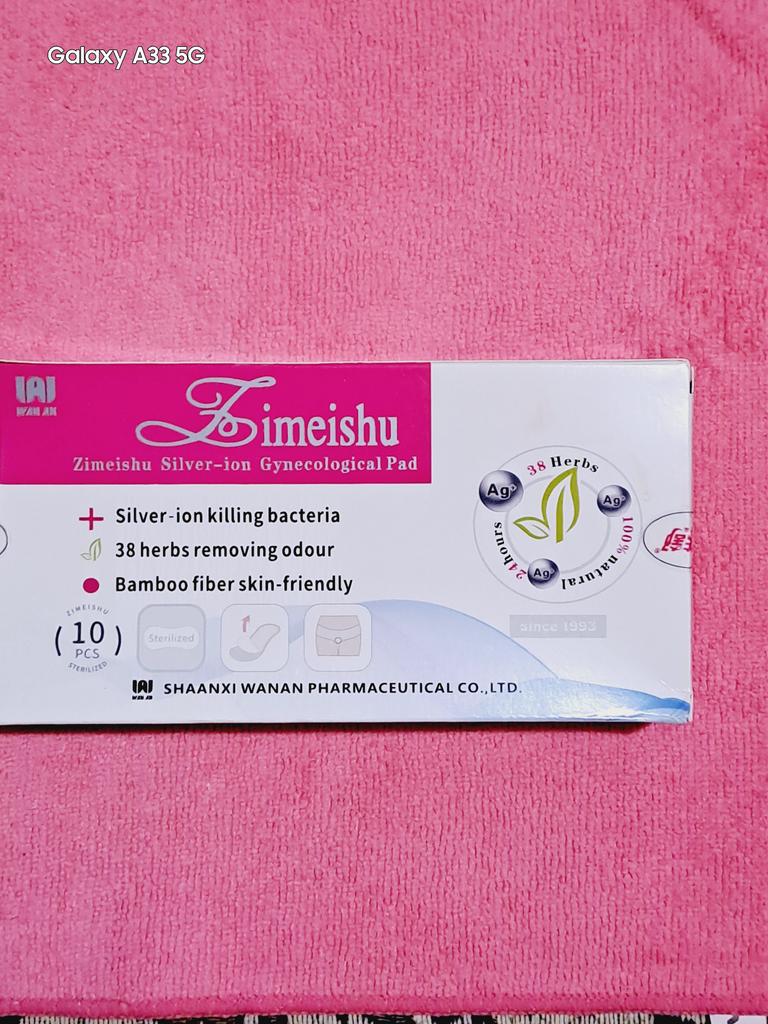 Galaxy A33 5G
WAN AN
Zimeishu
Zimeishu Silver-ion Gynecological Pad
Silver-ion killing bacteria
38 herbs removing odour
Bamboo fiber skin-friendly
ZIMEISHU
(10)
PCS
STERILIZED
Sterilized
38 Herbs
100% natural
24hours
Ag+
Ag+
Ag+
since 1993
WAN AN
SHAANXI WANAN PHARMACEUTICAL CO.,LTD.